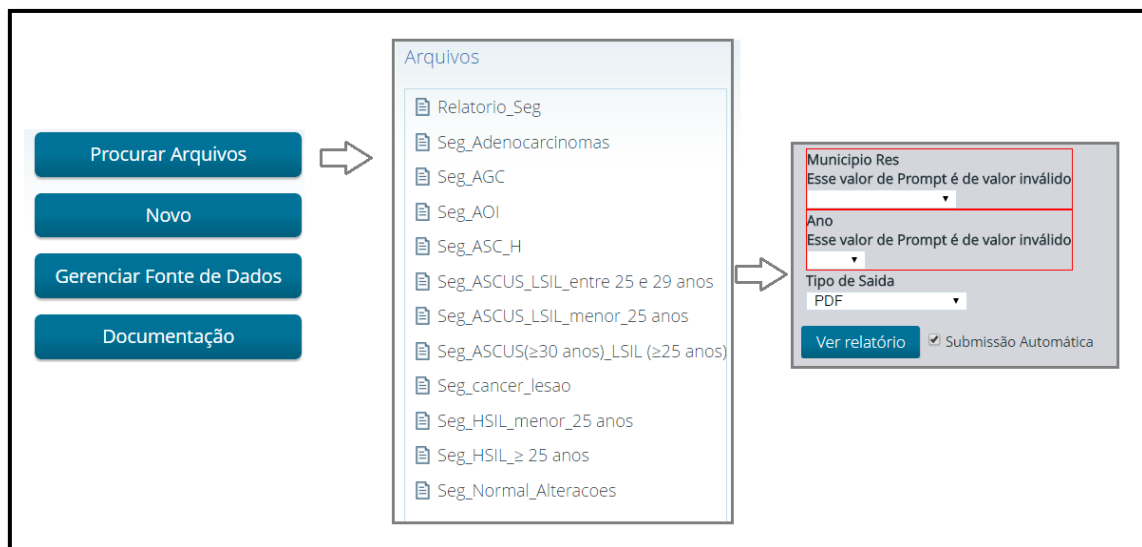 Procurar Arquivos
Novo
Gerenciar Fonte de Dados
Documentação
Arquivos
Relatorio_Seg
Seg_Adenocarcinomas
Seg_AGC
Seg_AOI
Seg_ASC_H
Seg_ASCUS_LSIL_entre 25 e 29 anos
Seg_ASCUS_LSIL_menor_25 anos
Seg_ASCUS(≥30 anos)_LSIL (≥25 anos)
Seg_cancer_lesao
Seg_HSIL_menor_25 anos
Seg_HSIL_≥ 25 anos
Seg_Normal_Alteracoes
Municipio Res
Esse valor de Prompt é de valor inválido
Ano
Esse valor de Prompt é de valor inválido
Tipo de Saida
PDF
Ver relatório
Submissão Automática